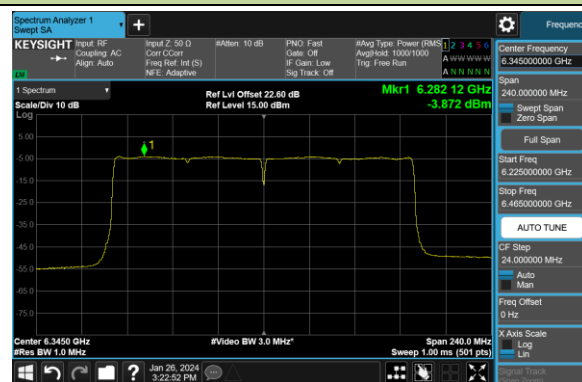 Spectrum Analyzer 1
Swept SA
+
Frequen
KEYSIGHT
Input: RF
Coupling: AC
Align: Auto
Input Z: 50 Ω
Corr CCorr
Freq Ref: Int (S)
NFE: Adaptive
#Atten: 10 dB
PNO: Fast
Gate: Off
IF Gain: Low
Sig Track: Off
#Avg Type: Power (RMS
Avg|Hold: 1000/1000
Trig: Free Run
1 2 3 4 5 6
A W W W W W
A N N N N N
LW
1 Spectrum
Scale/Div 10 dB
Log
Ref Lvl Offset 22.60 dB
Ref Level 15.00 dBm
Mkr1 6.282 12 GHz
-3.872 dBm
5.00
-5.00
-15.0
-25.0
-35.0
-45.0
-55.0
-65.0
-75.0
1
Center 6.3450 GHz
#Res BW 1.0 MHz
#Video BW 3.0 MHz*
Span 240.0 MHz
Sweep 1.00 ms (501 pts)
Center Frequency
6.345000000 GHz
Span
240.000000 MHz
Swept Span
Zero Span
Full Span
Start Freq
6.225000000 GHz
Stop Freq
6.465000000 GHz
AUTO TUNE
CF Step
24.000000 MHz
Auto
Man
Freq Offset
0 Hz
X Axis Scale
Log
Lin
Signal Track
?
Jan 26, 2024
3:22:52 PM